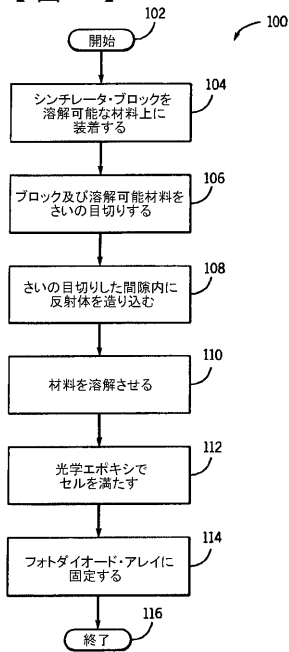 100
102
開始
104
シンチレータ・ブロックを
溶解可能な材料上に
装着する
106
ブロック及び溶解可能材料を
さいの目切りする
108
さいの目切りした間隙内に
反射体を造り込む
110
材料を溶解させる
112
光学エポキシで
セルを満たす
114
フォトダイオード・アレイに
固定する
116
終了